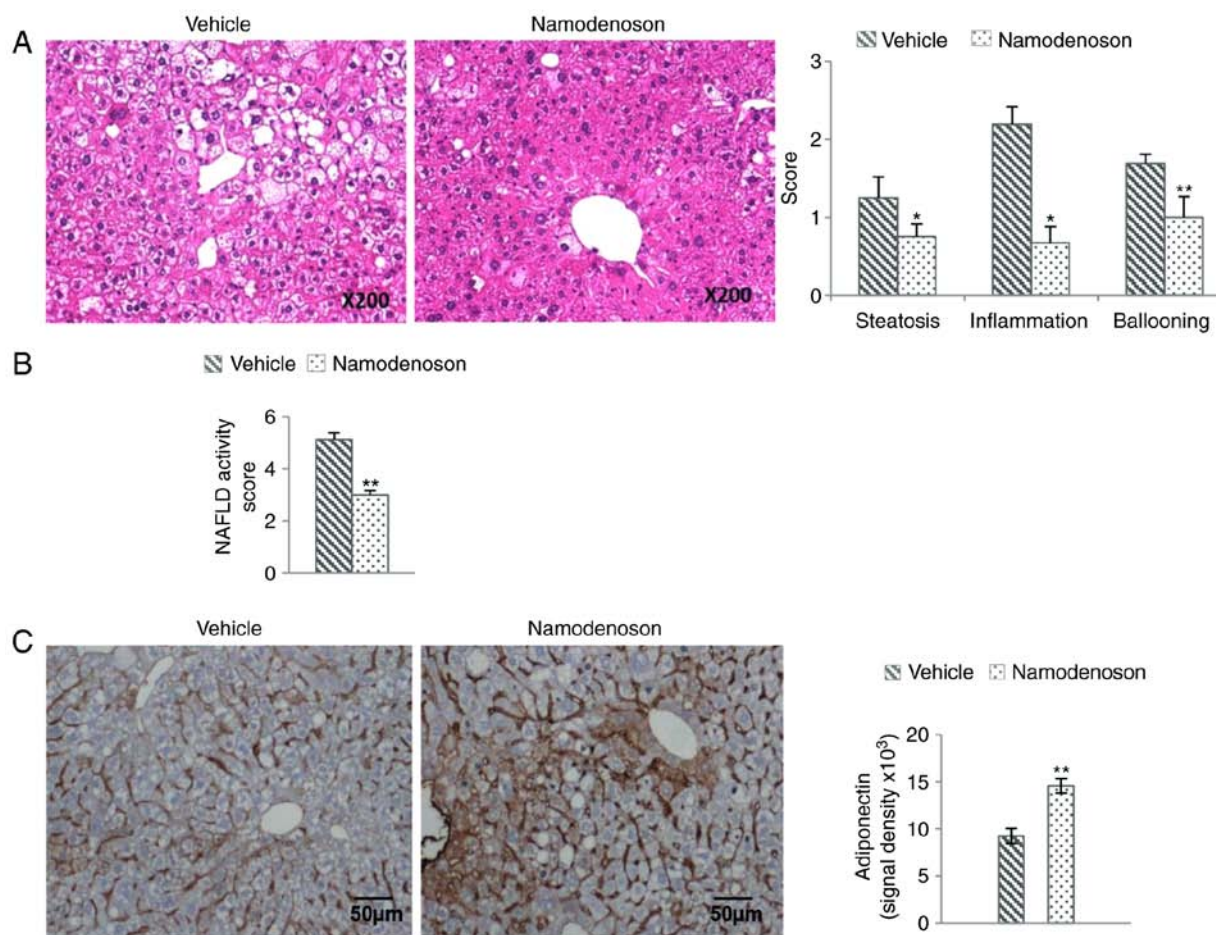 A
Vehicle
Namodenoson
X200
X200
Vehicle Namodenoson
Score
3
2
1
0
*
*
**
Steatosis Inflammation Ballooning
B
Vehicle Namodenoson
NAFLD activity
score
6
4
2
0
**
C
Vehicle
Namodenoson
50μm
50μm
Vehicle Namodenoson
Adiponectin
(signal density x10³)
20
15
10
5
0
**